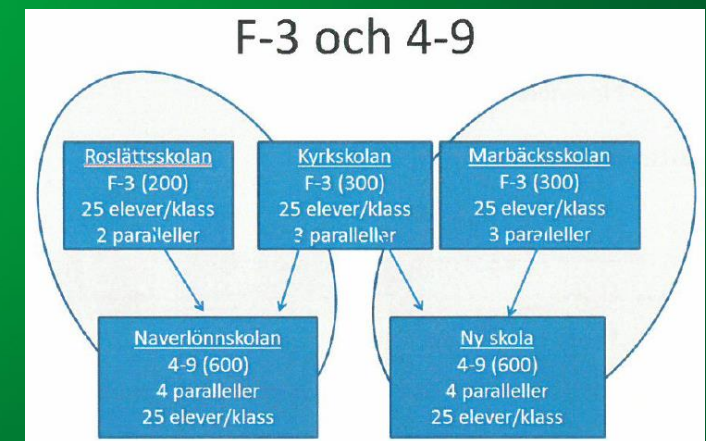 F-3 och 4-9
Roslättsskolan
F-3 (200)
25 elever/klass
2 paralleller
Kyrkskolan
F-3 (300)
25 elever/klass
3 paralleller
Marbäcksskolan
F-3 (300)
25 elever/klass
3 paralleller
Naverlönnskolan
4-9 (600)
4 paralleller
25 elever/klass
Ny skola
4-9 (600)
4 paralleller
25 elever/klass